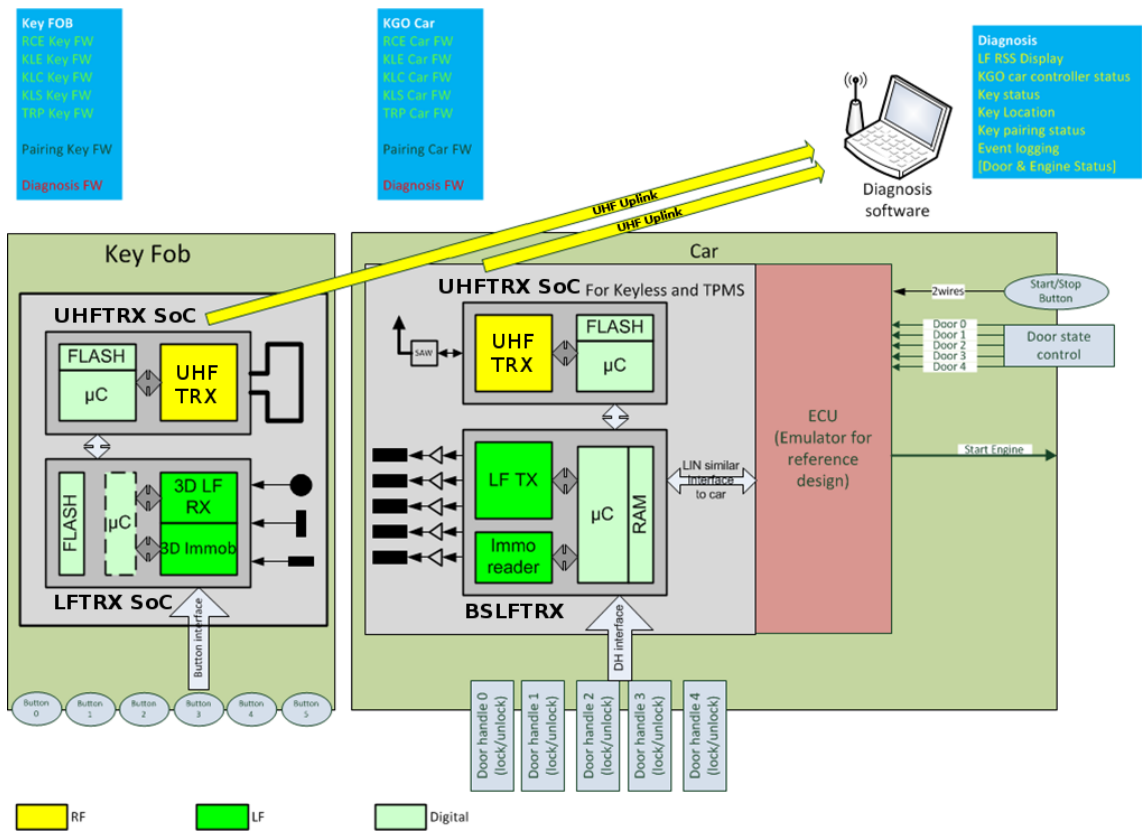 Key FOB
RCE Key FW
KLE Key FW
KLC Key FW
KLS Key FW
TRP Key FW
Pairing Key FW
Diagnosis FW
KGO Car
RCE Car FW
KLE Car FW
KLC Car FW
KLS Car FW
TRP Car FW
Pairing Car FW
Diagnosis FW
Diagnosis
LF RSS Display
KGO car controller status
Key status
Key Location
Key pairing status
Event logging
[Door & Engine Status]
Diagnosis
software
UHF Uplink
UHF Uplink
Key Fob
UHFTRX SoC
FLASH
µC
UHF
TRX
FLASH
µC
3D LF
RX
3D Immob
LFTRX SoC
Button interface
Button
0
Button
1
Button
2
Button
3
Button
4
Button
5
Car
UHFTRX SoC For Keyless and TPMS
SAW
UHF
TRX
FLASH
µC
LF TX
Immo
reader
µC
RAM
BSLFTRX
LIN similar
interface
to car
DH interface
ECU
(Emulator for
reference
design)
2wires
Start/Stop
Button
Door 0
Door 1
Door 2
Door 3
Door 4
Door state
control
Start Engine
Door handle 0
(lock/unlock)
Door handle 1
(lock/unlock)
Door handle 2
(lock/unlock)
Door handle 3
(lock/unlock)
Door handle 4
(lock/unlock)
RF
LF
Digital